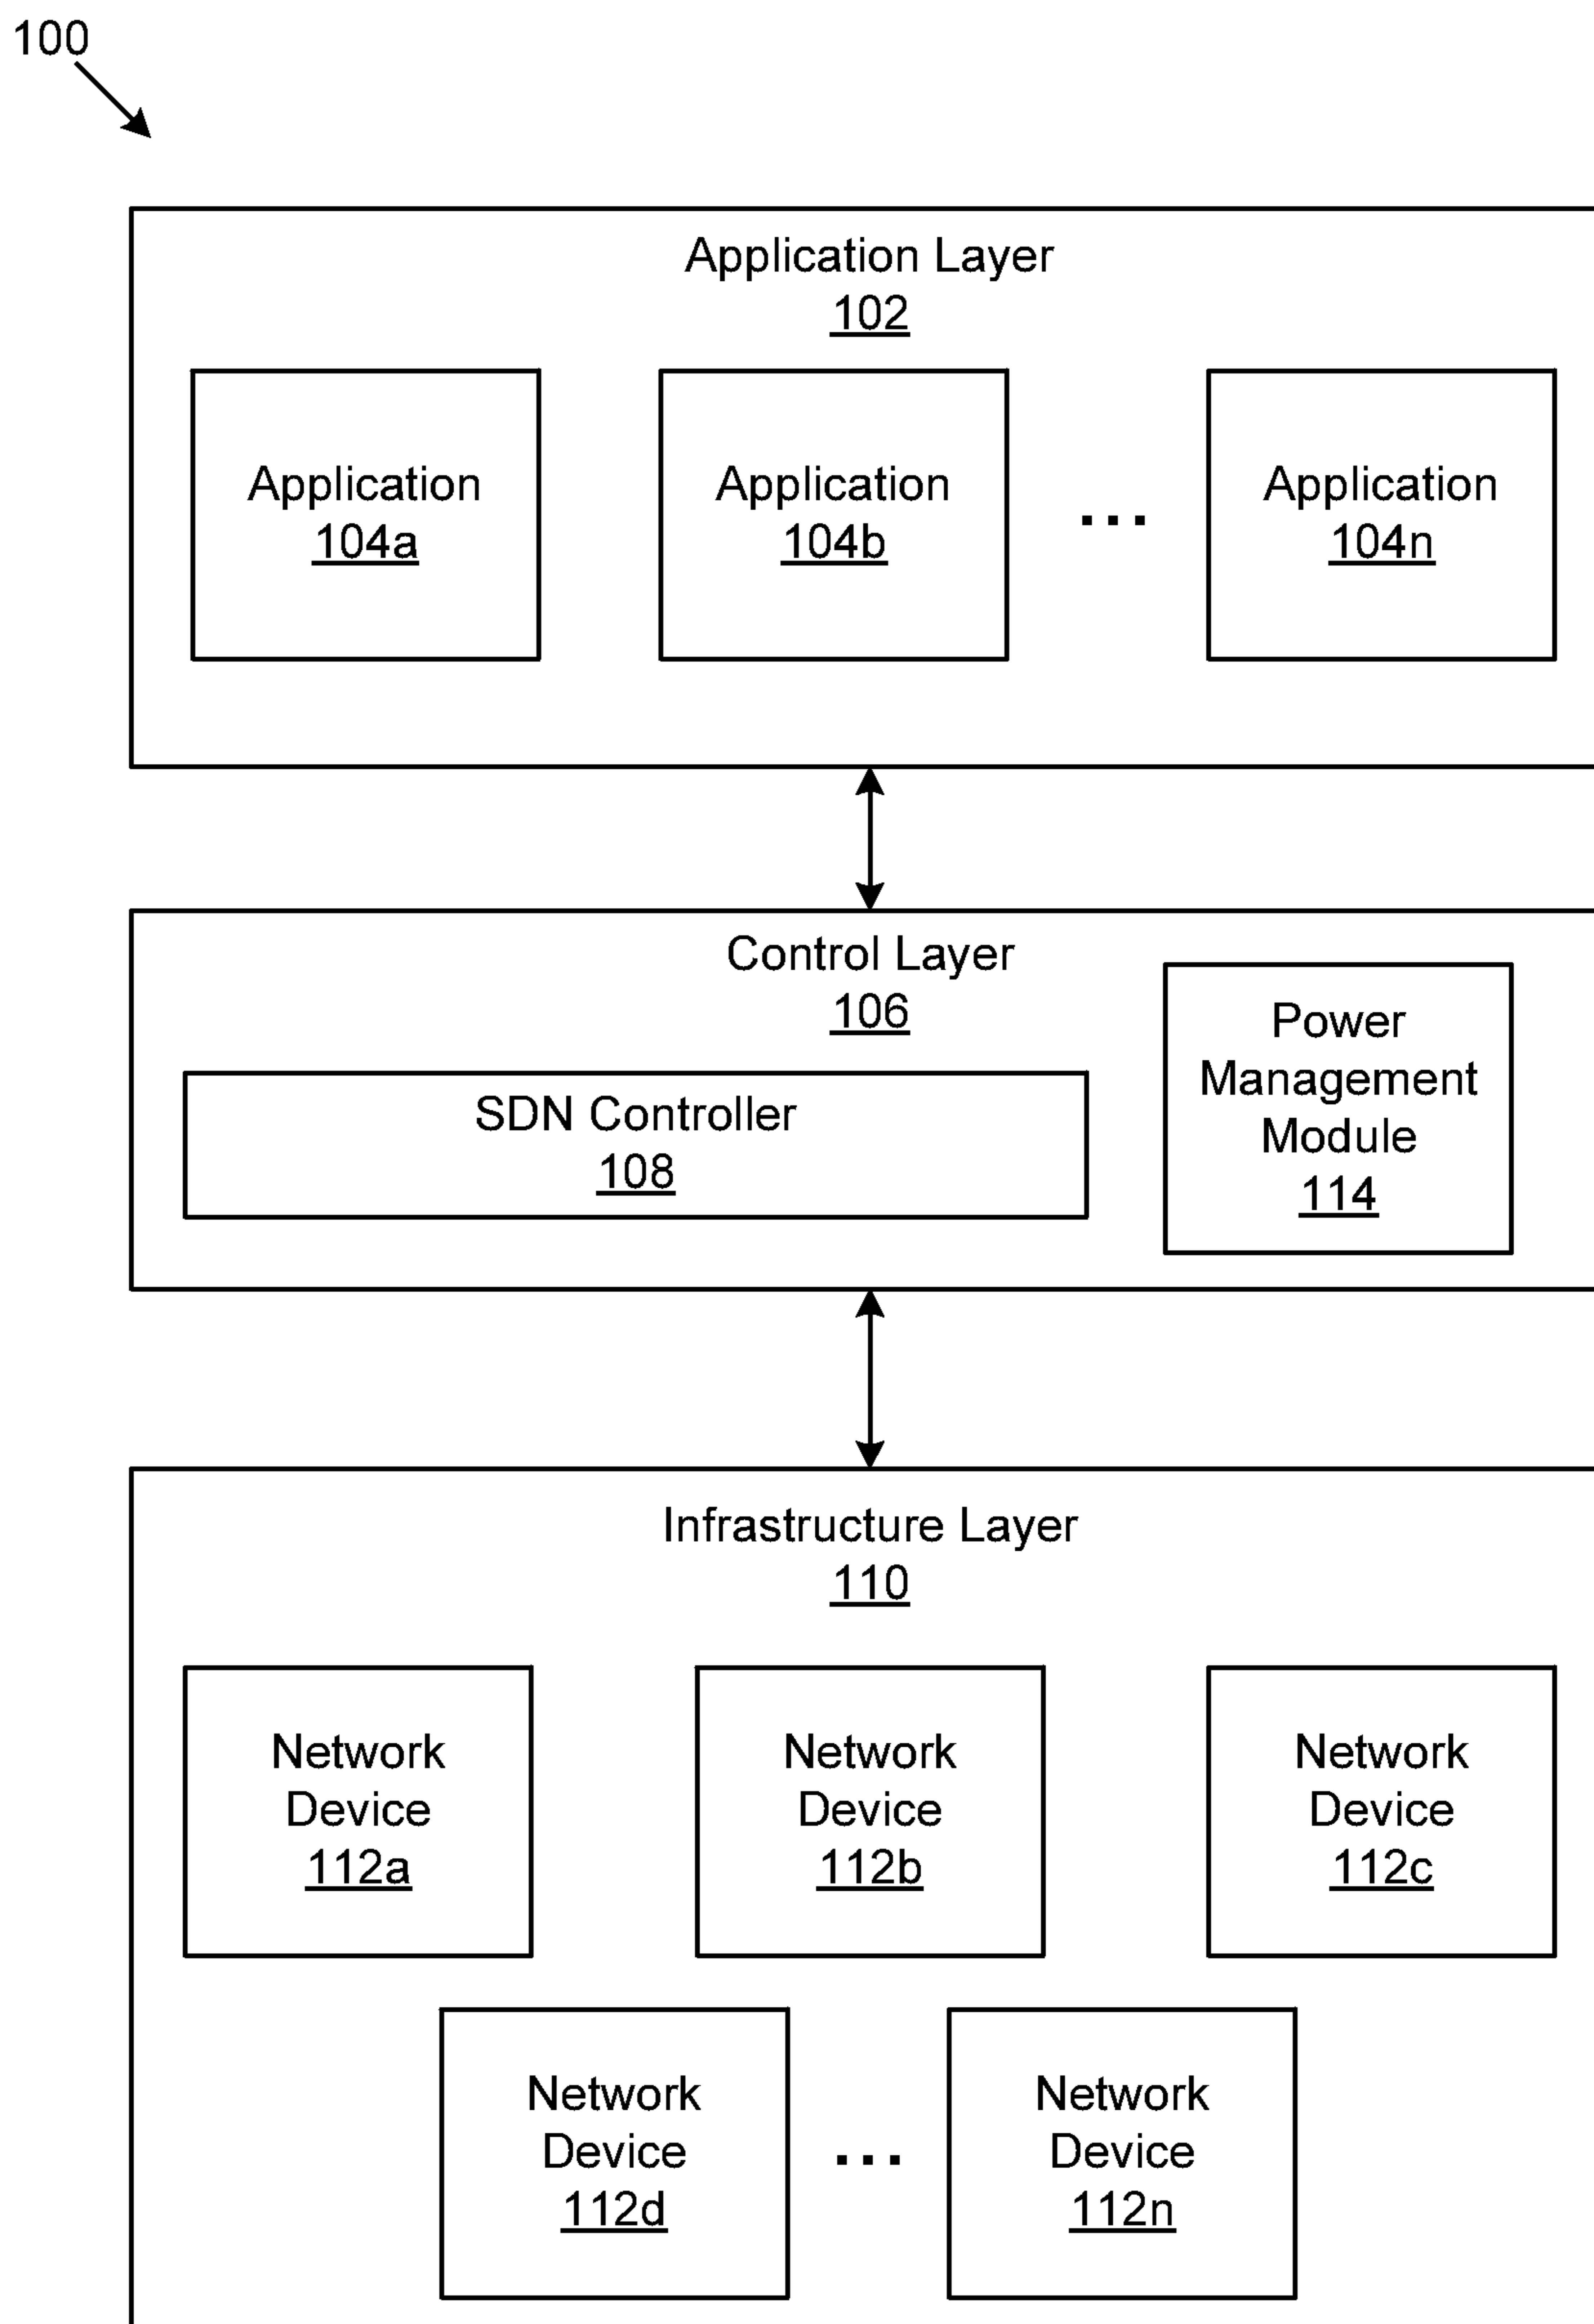 100
Application Layer
102
Application
104a
Application
104b
...
Application
104n
Control Layer
106
SDN Controller
108
Power
Management
Module
114
Infrastructure Layer
110
Network
Device
112a
Network
Device
112b
Network
Device
112c
Network
Device
112d
...
Network
Device
112n